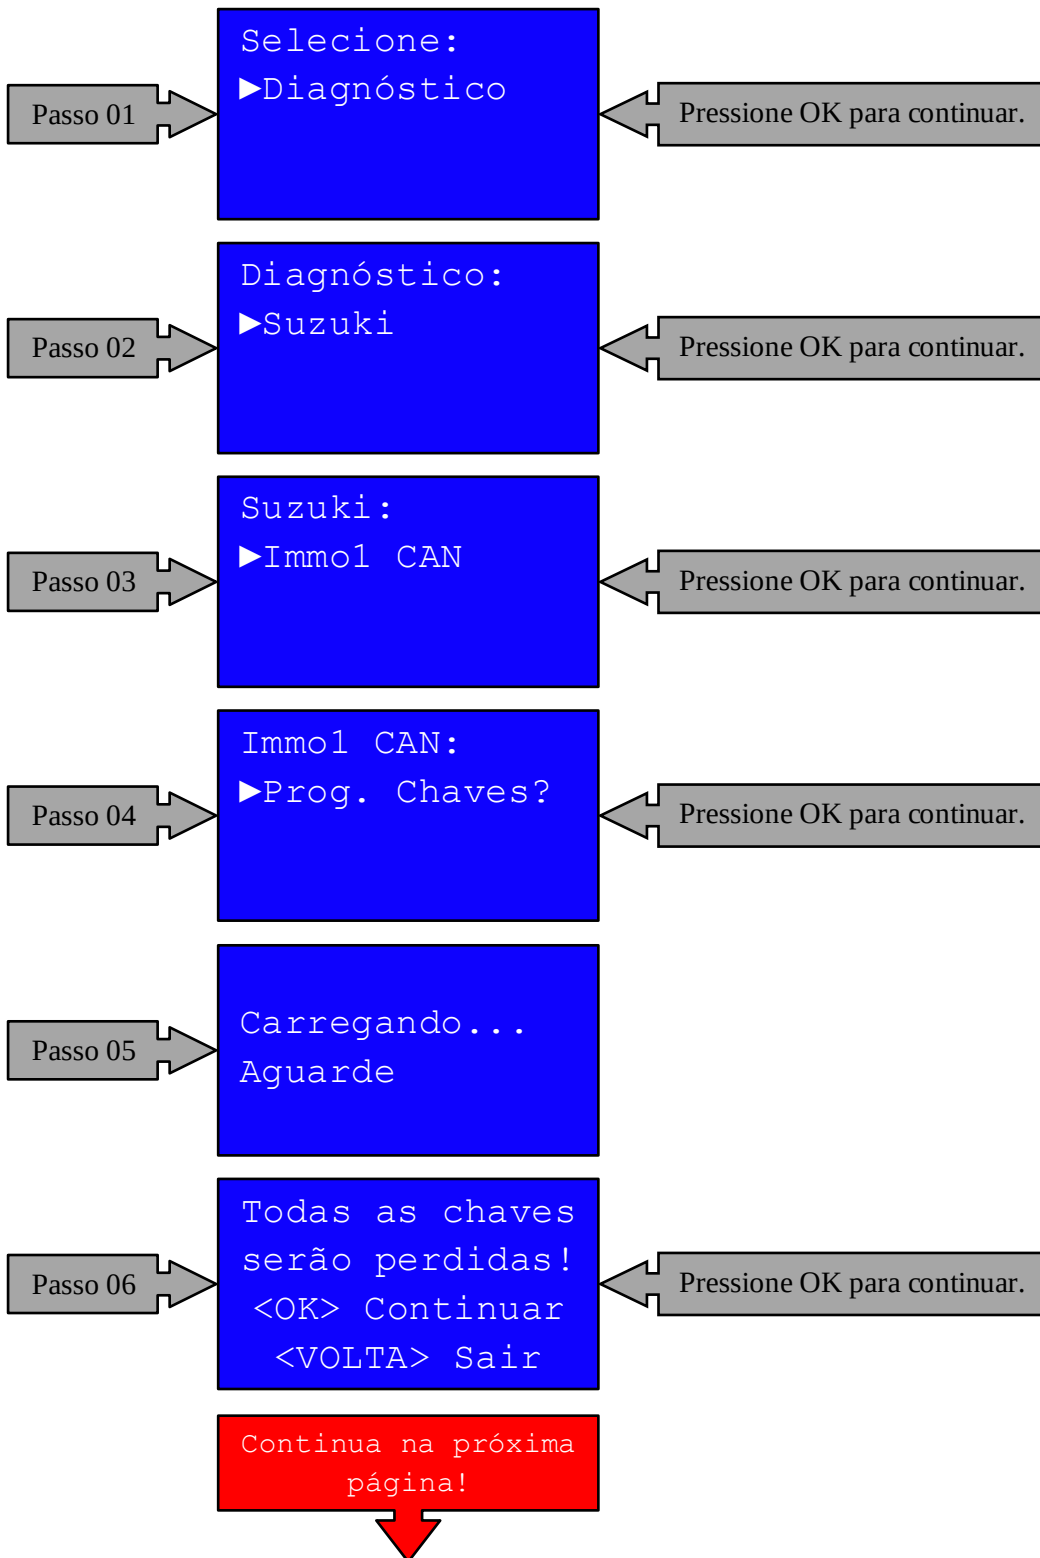 Selecione:
►Diagnóstico
Passo 01
Pressione OK para continuar.
Diagnóstico:
►Suzuki
Passo 02
Pressione OK para continuar.
Suzuki:
►Immo1 CAN
Passo 03
Pressione OK para continuar.
Immo1 CAN:
►Prog. Chaves?
Passo 04
Pressione OK para continuar.
Carregando...
Aguarde
Passo 05
Todas as chaves
serão perdidas!
<OK> Continuar
<VOLTA> Sair
Passo 06
Pressione OK para continuar.
Continua na próxima
página!